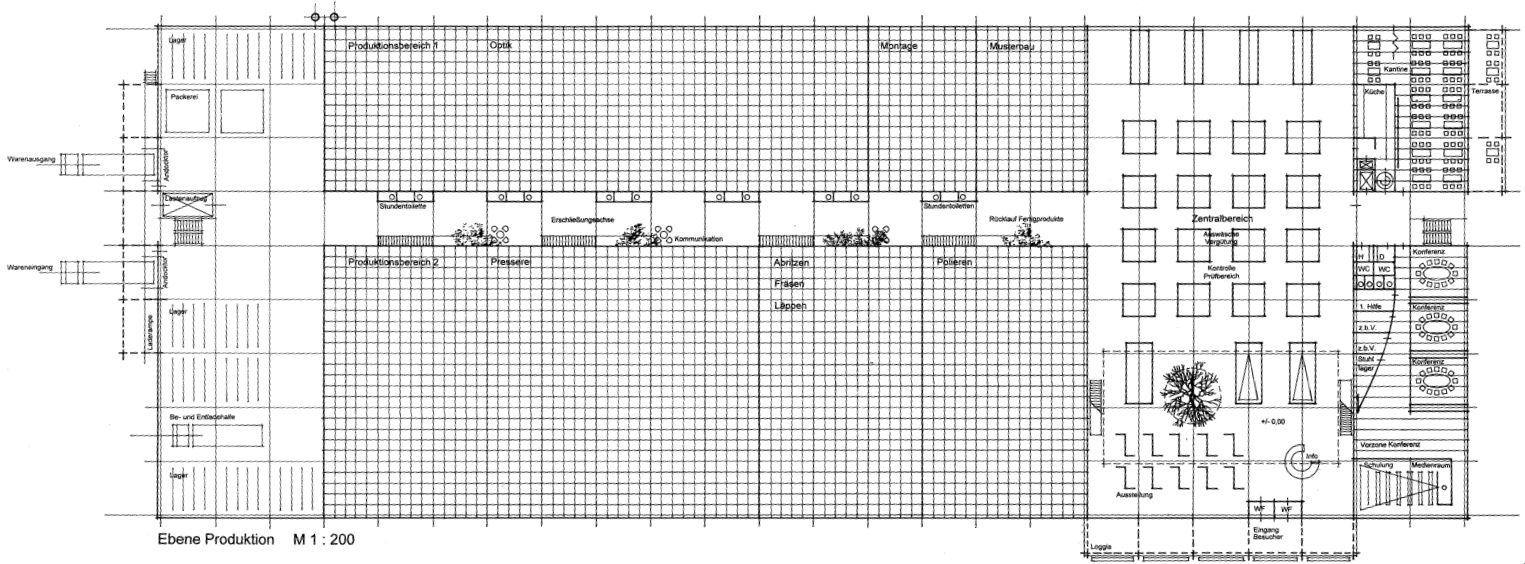 Lager
Produktionsbereich 1
Optik
Montage
Musterbau
Kantine
Packerei
Küche
Terrasse
Warenausgang
Andocktor
Lastenaufzug
Stundentoilette
Stundentoiletten
Erschließungsachse
Rücklauf Fertigprodukte
Kommunikation
Zentralbereich
Auswäsche
Vergütung
Kontrolle
Prüfbereich
Wareneingang
Andocktor
Produktionsbereich 2
Presserei
Abritzen
Fräsen
Läppen
Polieren
H
D
WC
WC
Konferenz
Lager
Laderampe
1. Hilfe
Konferenz
z.b.V.
z.b.V.
Stuhl
lager
Konferenz
Be- und Entladehalle
+/- 0,00
Vorzone Konferenz
Lager
Info
Schulung
Medienraum
Ausstellung
WF
WF
Eingang
Besucher
Loggia
Ebene Produktion M 1 : 200